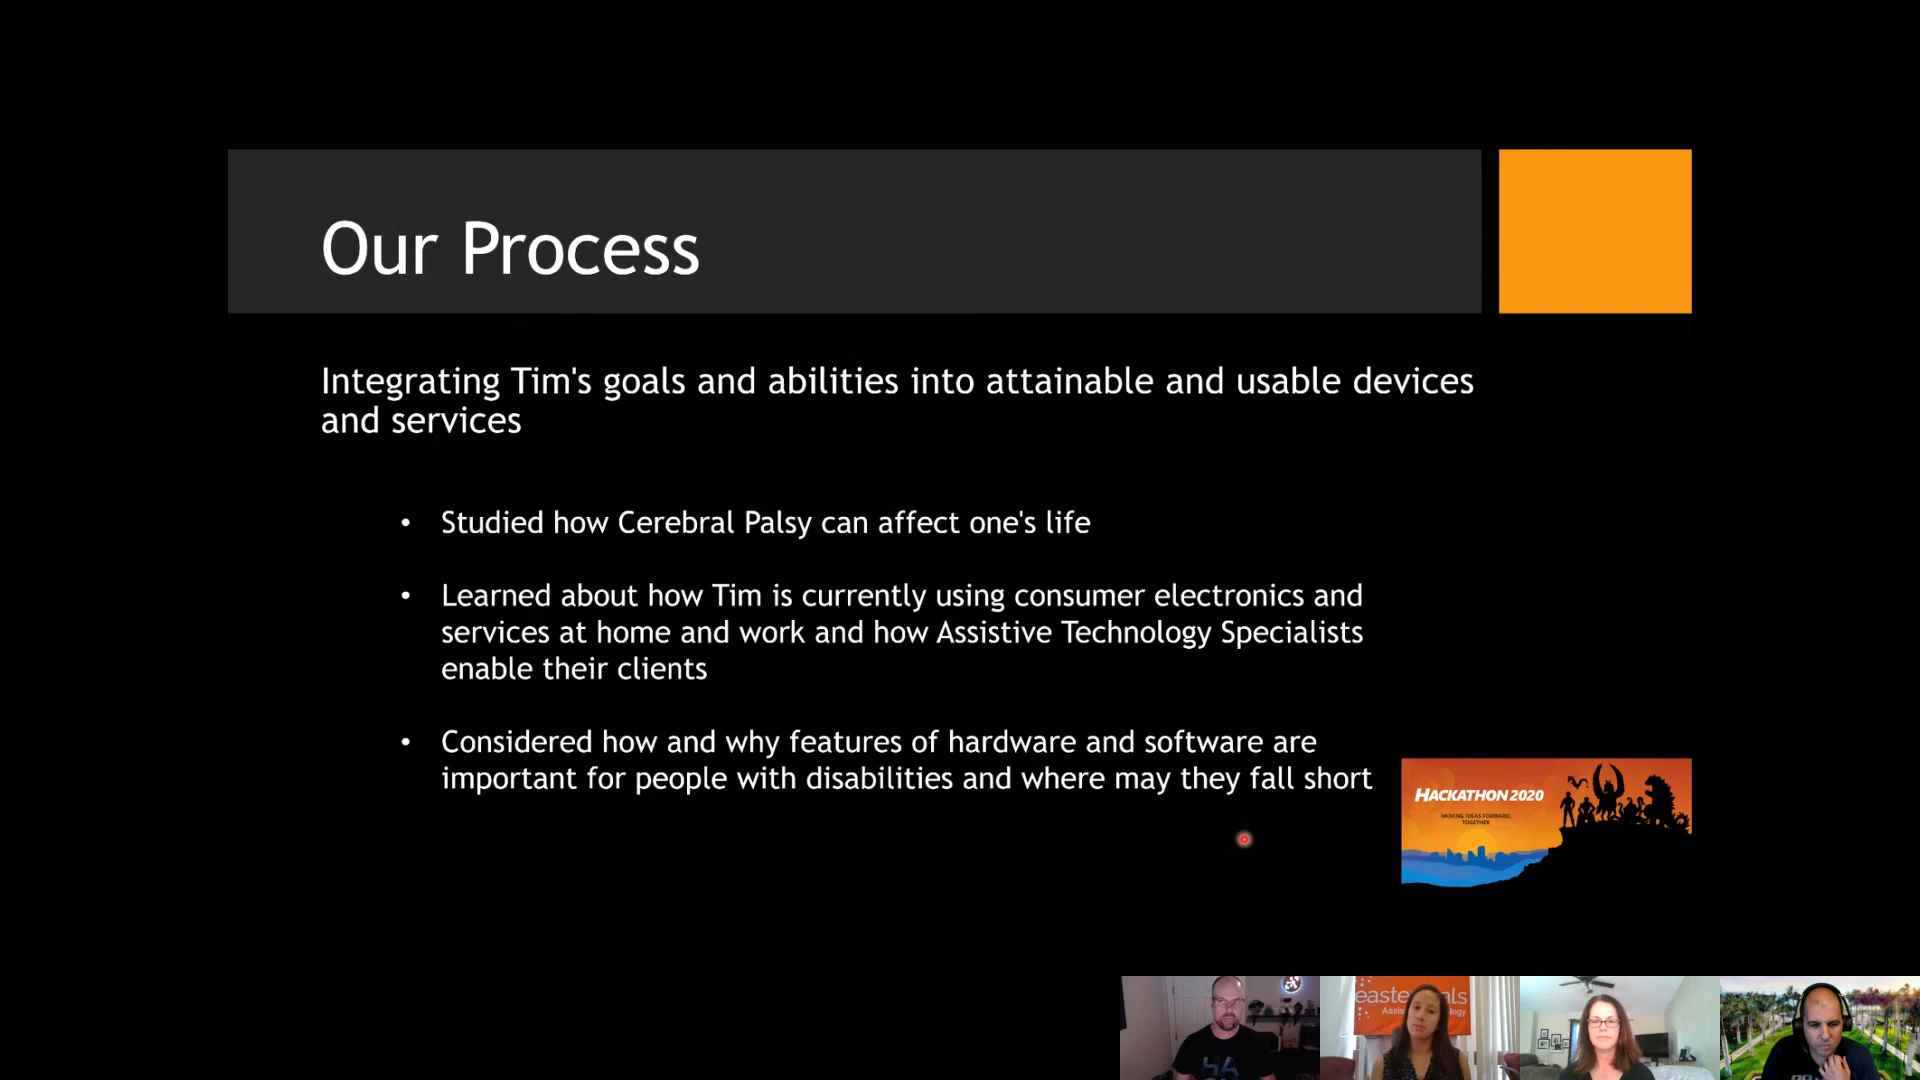 Our Process
Integrating Tim's goals and abilities into attainable and usable devices
and services
• Studied how Cerebral Palsy can affect one's life
• Learned about how Tim is currently using consumer electronics and
services at home and work and how Assistive Technology Specialists
enable their clients
• Considered how and why features of hardware and software are
important for people with disabilities and where may they fall short
HACKATHON 2020
MOVING IDEAS FORWARD,
TOGETHER